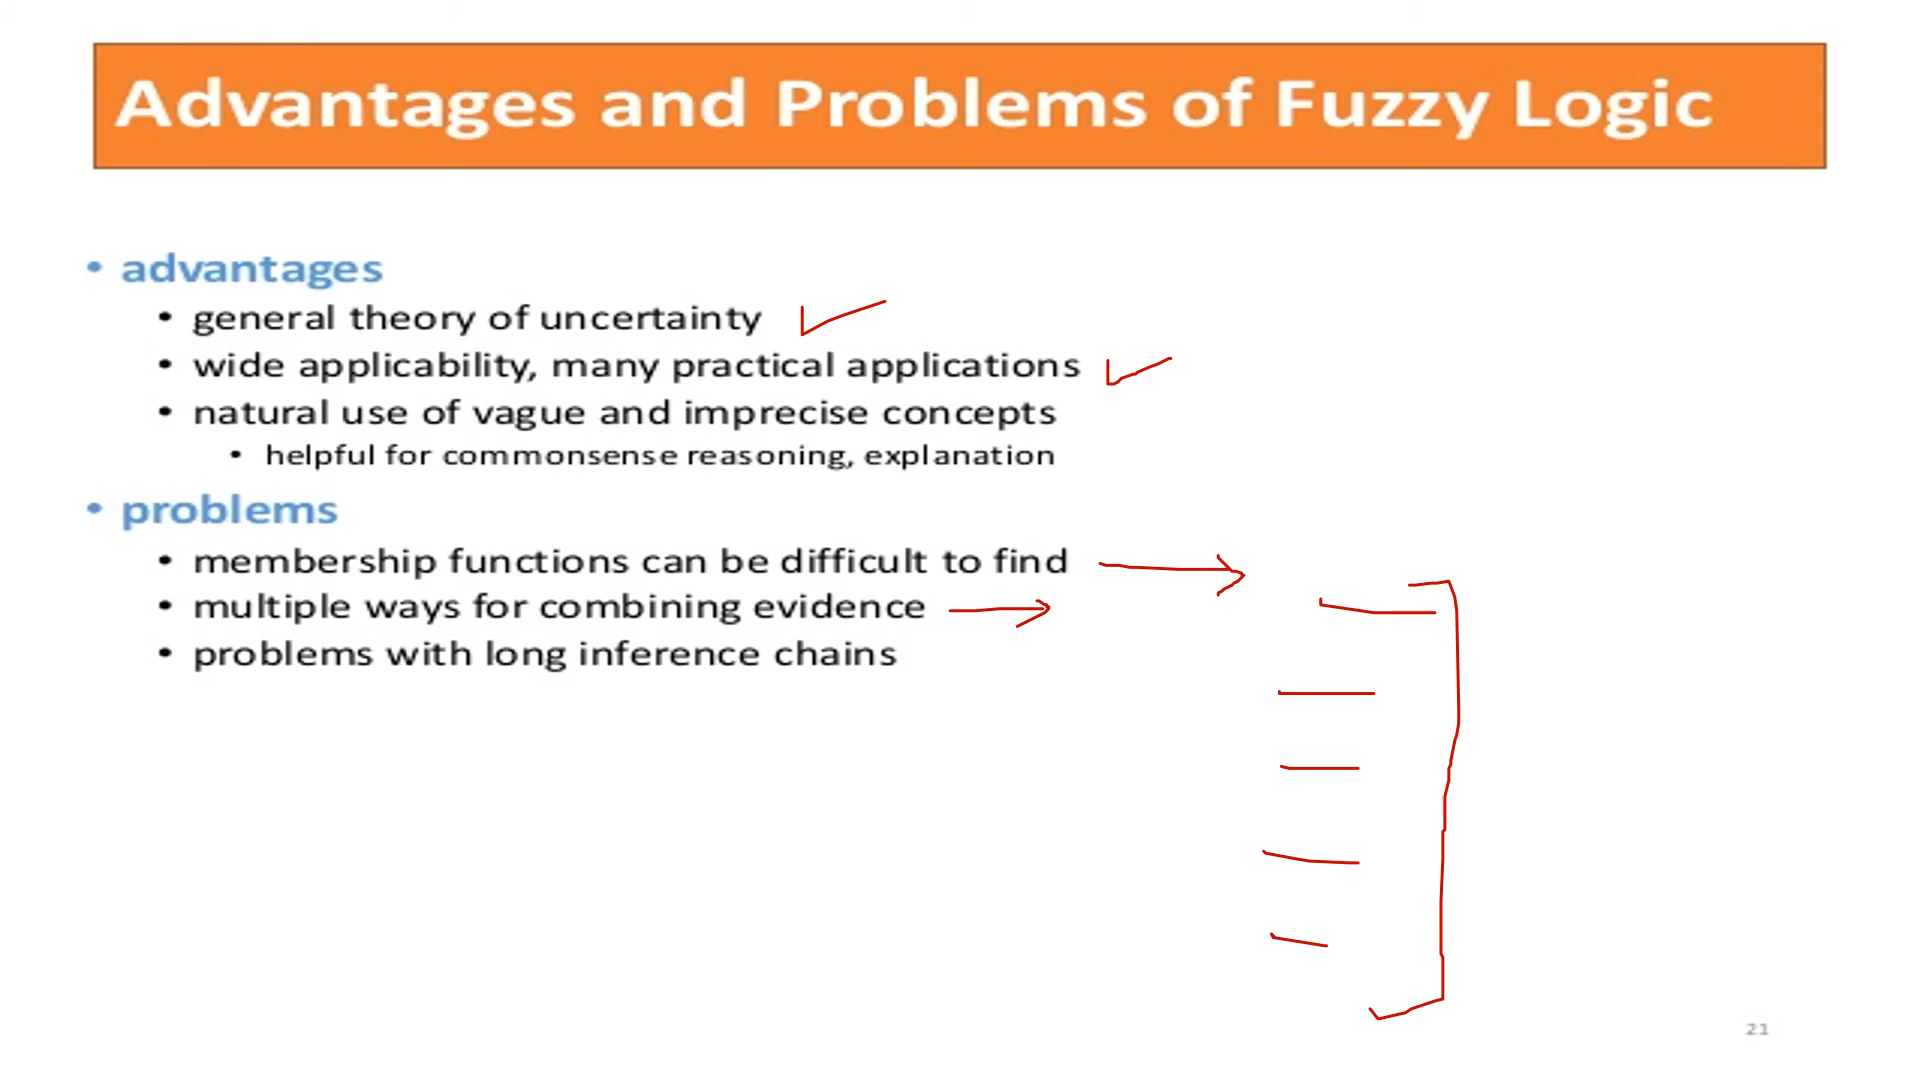 Advantages and Problems of Fuzzy Logic
• advantages
• general theory of uncertainty
• wide applicability, many practical applications
• natural use of vague and imprecise concepts
• helpful for commonsense reasoning, explanation
• problems
• membership functions can be difficult to find
• multiple ways for combining evidence
• problems with long inference chains
21